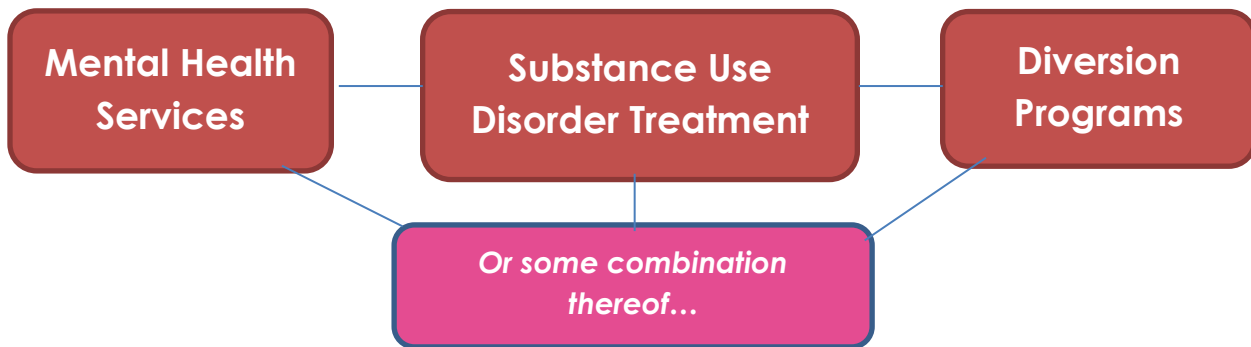 Mental Health
Services
Substance Use
Disorder Treatment
Diversion
Programs
Or some combination
thereof...